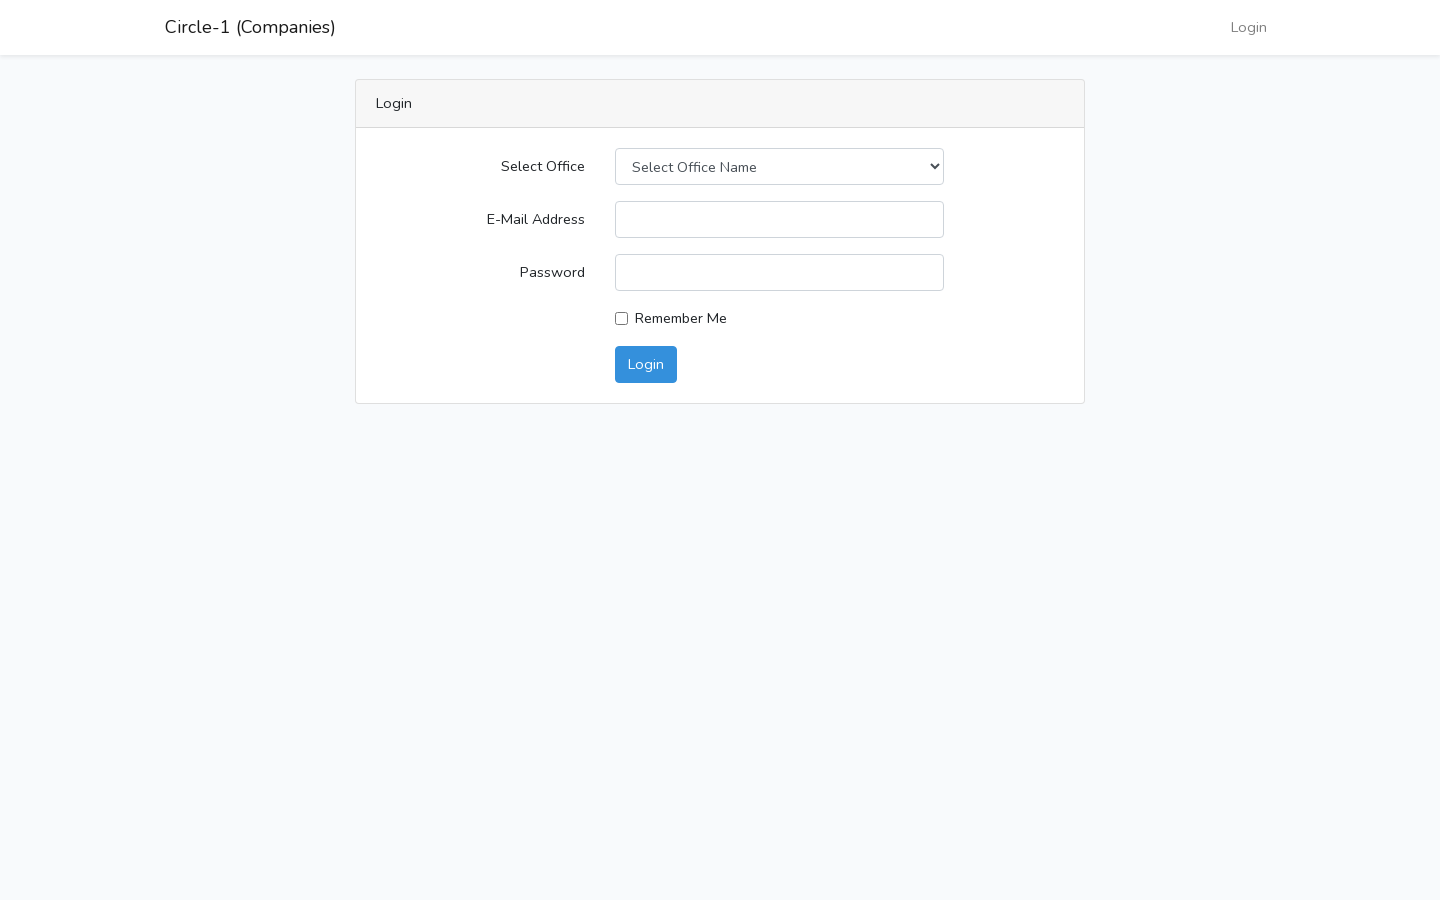 Circle-1 (Companies)
Login
Login
Select Office
Select Office Name
E-Mail Address
Password
Remember Me
Login